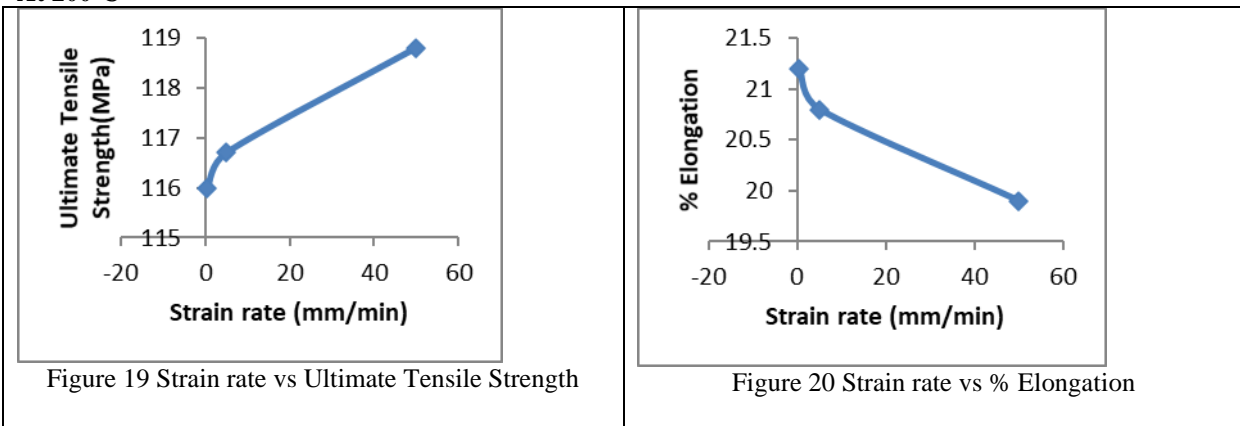 119
118
117
116
115
Ultimate Tensile
Strength(MPa)
-20 0 20 40 60
Strain rate (mm/min)
Figure 19 Strain rate vs Ultimate Tensile Strength
21.5
21
20.5
20
19.5
% Elongation
-20 0 20 40 60
Strain rate (mm/min)
Figure 20 Strain rate vs % Elongation